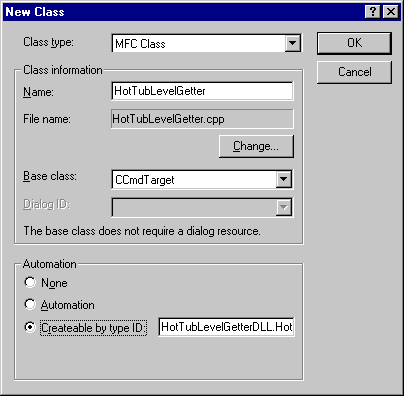 New Class
Class type: MFC Class OK
Class information Cancel
Name: HotTubLevelGetter
File name: HotTubLevelGetter.cpp
Change...
Base class: CCmdTarget
Dialog ID:
The base class does not require a dialog resource.
Automation
None
Automation
Createable by type ID: HotTubLevelGetterDLL.Hot